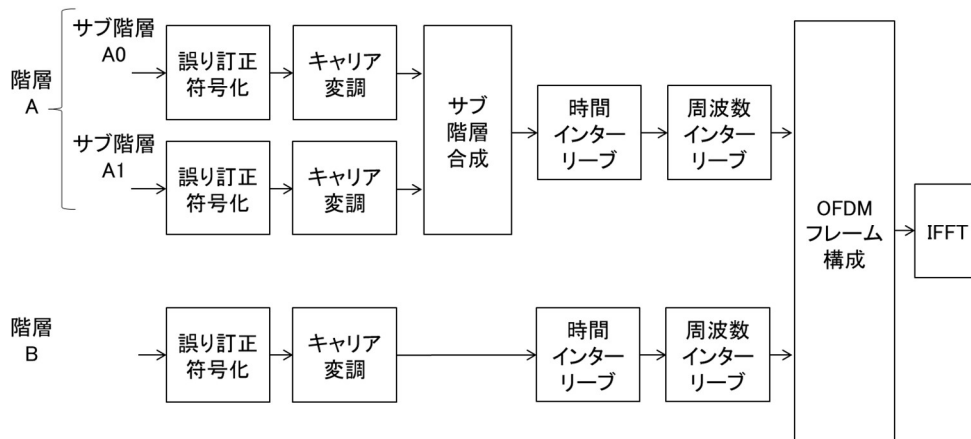 サブ階層
A0
階層
A
誤り訂正
符号化
キャリア
変調
サブ
階層
合成
時間
インター
リーブ
周波数
インター
リーブ
サブ階層
A1
誤り訂正
符号化
キャリア
変調
OFDM
フレーム
構成
IFFT
階層
B
誤り訂正
符号化
キャリア
変調
時間
インター
リーブ
周波数
インター
リーブ